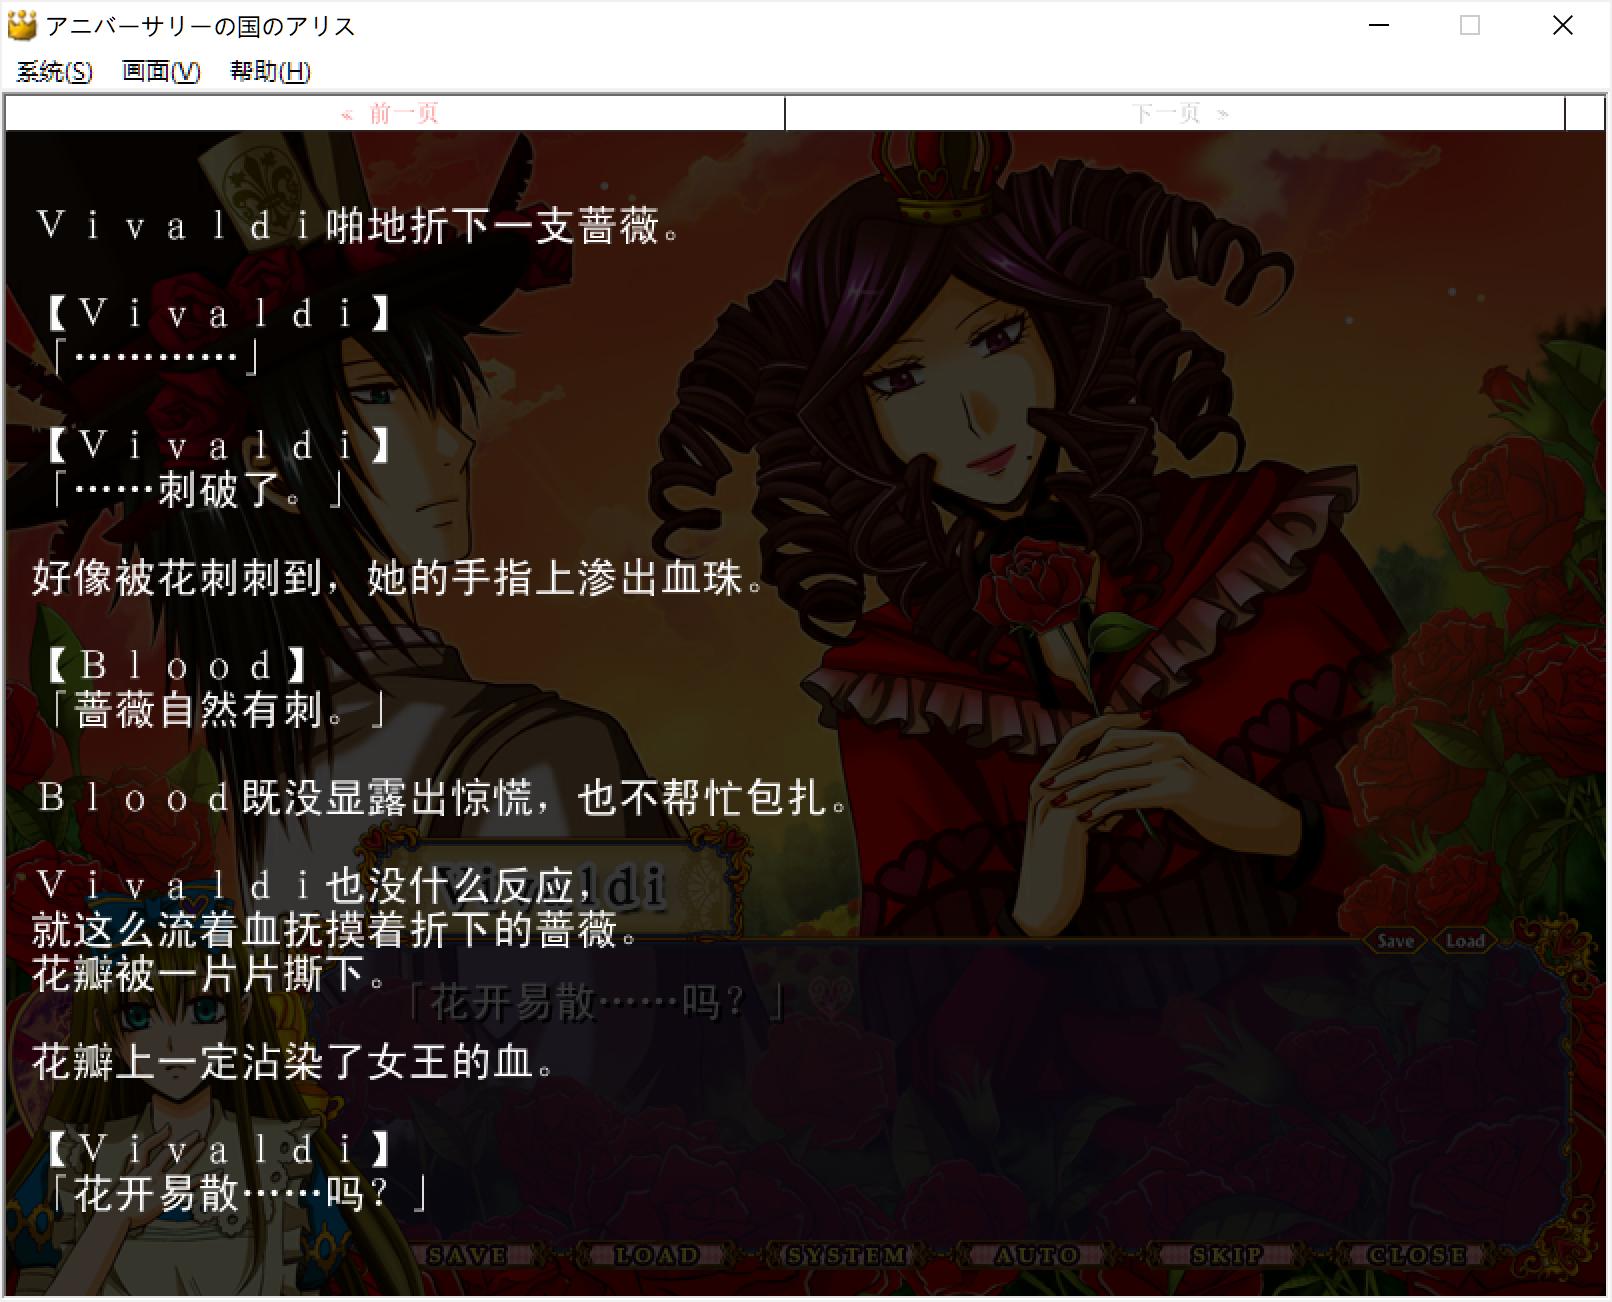 アニバーサリーの国のアリス
系统(S) 画面(V) 帮助(H)
« 前一页 下一页 »
Ｖｉｖａｌｄｉ啪地折下一支蔷薇。
【Ｖｉｖａｌｄｉ】
「…………」
【Ｖｉｖａｌｄｉ】
「……刺破了。」
好像被花刺刺到，她的手指上渗出血珠。
【Ｂｌｏｏｄ】
「蔷薇自然有刺。」
Ｂｌｏｏｄ既没显露出惊慌，也不帮忙包扎。
Ｖｉｖａｌｄｉ也没什么反应，
就这么流着血抚摸着折下的蔷薇。
花瓣被一片片撕下。
花瓣上一定沾染了女王的血。
【Ｖｉｖａｌｄｉ】
「花开易散……吗？」
Vivaldi
Save Load
「花开易散……吗？」
SAVE LOAD SYSTEM AUTO SKIP CLOSE